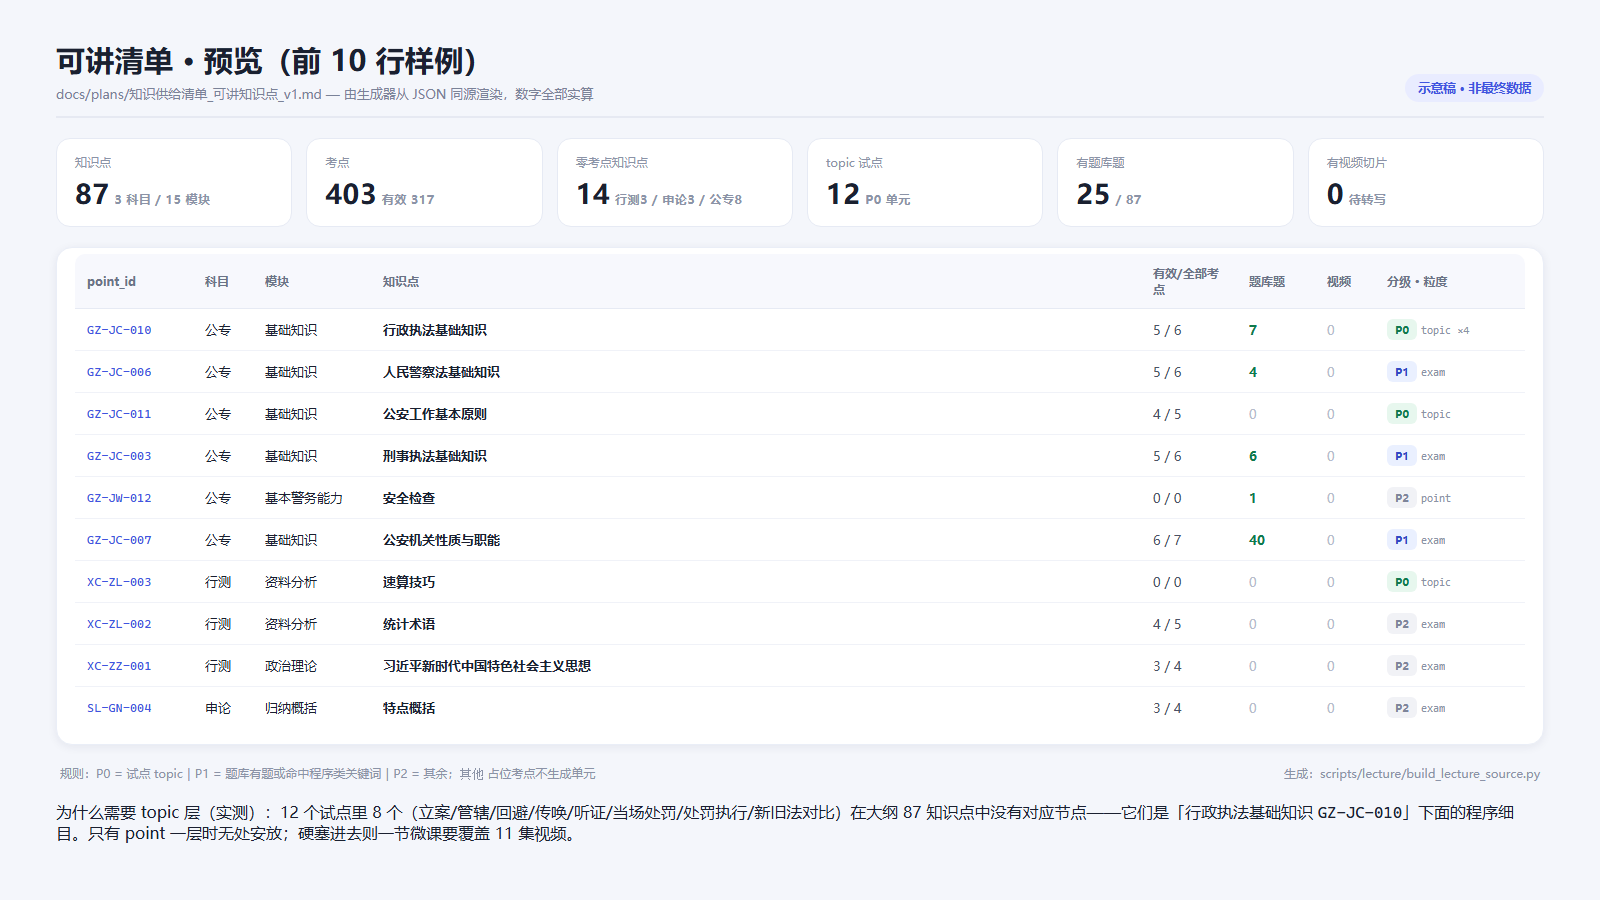 可讲清单 • 预览（前 10 行样例）
docs/plans/知识供给清单_可讲知识点_v1.md — 由生成器从 JSON 同源渲染，数字全部实算
示意稿 • 非最终数据
知识点
87 3 科目 / 15 模块
考点
403 有效 317
零考点知识点
14 行测3 / 申论3 / 公专8
topic 试点
12 P0 单元
有题库题
25 / 87
有视频切片
0 待转写
point_id 科目 模块 知识点 有效/全部考点 题库题 视频 分级 • 粒度
GZ-JC-010 公专 基础知识 行政执法基础知识 5 / 6 7 0 P0 topic ×4
GZ-JC-006 公专 基础知识 人民警察法基础知识 5 / 6 4 0 P1 exam
GZ-JC-011 公专 基础知识 公安工作基本原则 4 / 5 0 0 P0 topic
GZ-JC-003 公专 基础知识 刑事执法基础知识 5 / 6 6 0 P1 exam
GZ-JW-012 公专 基本警务能力 安全检查 0 / 0 1 0 P2 point
GZ-JC-007 公专 基础知识 公安机关性质与职能 6 / 7 40 0 P1 exam
XC-ZL-003 行测 资料分析 速算技巧 0 / 0 0 0 P0 topic
XC-ZL-002 行测 资料分析 统计术语 4 / 5 0 0 P2 exam
XC-ZZ-001 行测 政治理论 习近平新时代中国特色社会主义思想 3 / 4 0 0 P2 exam
SL-GN-004 申论 归纳概括 特点概括 3 / 4 0 0 P2 exam
规则：P0 = 试点 topic | P1 = 题库有题或命中程序类关键词 | P2 = 其余；其他 占位考点不生成单元
生成：scripts/lecture/build_lecture_source.py
为什么需要 topic 层（实测）：12 个试点里 8 个（立案/管辖/回避/传唤/听证/当场处罚/处罚执行/新旧法对比）在大纲 87 知识点中没有对应节点——它们是「行政执法基础知识 GZ-JC-010」下面的程序细
目。只有 point 一层时无处安放；硬塞进去则一节微课要覆盖 11 集视频。